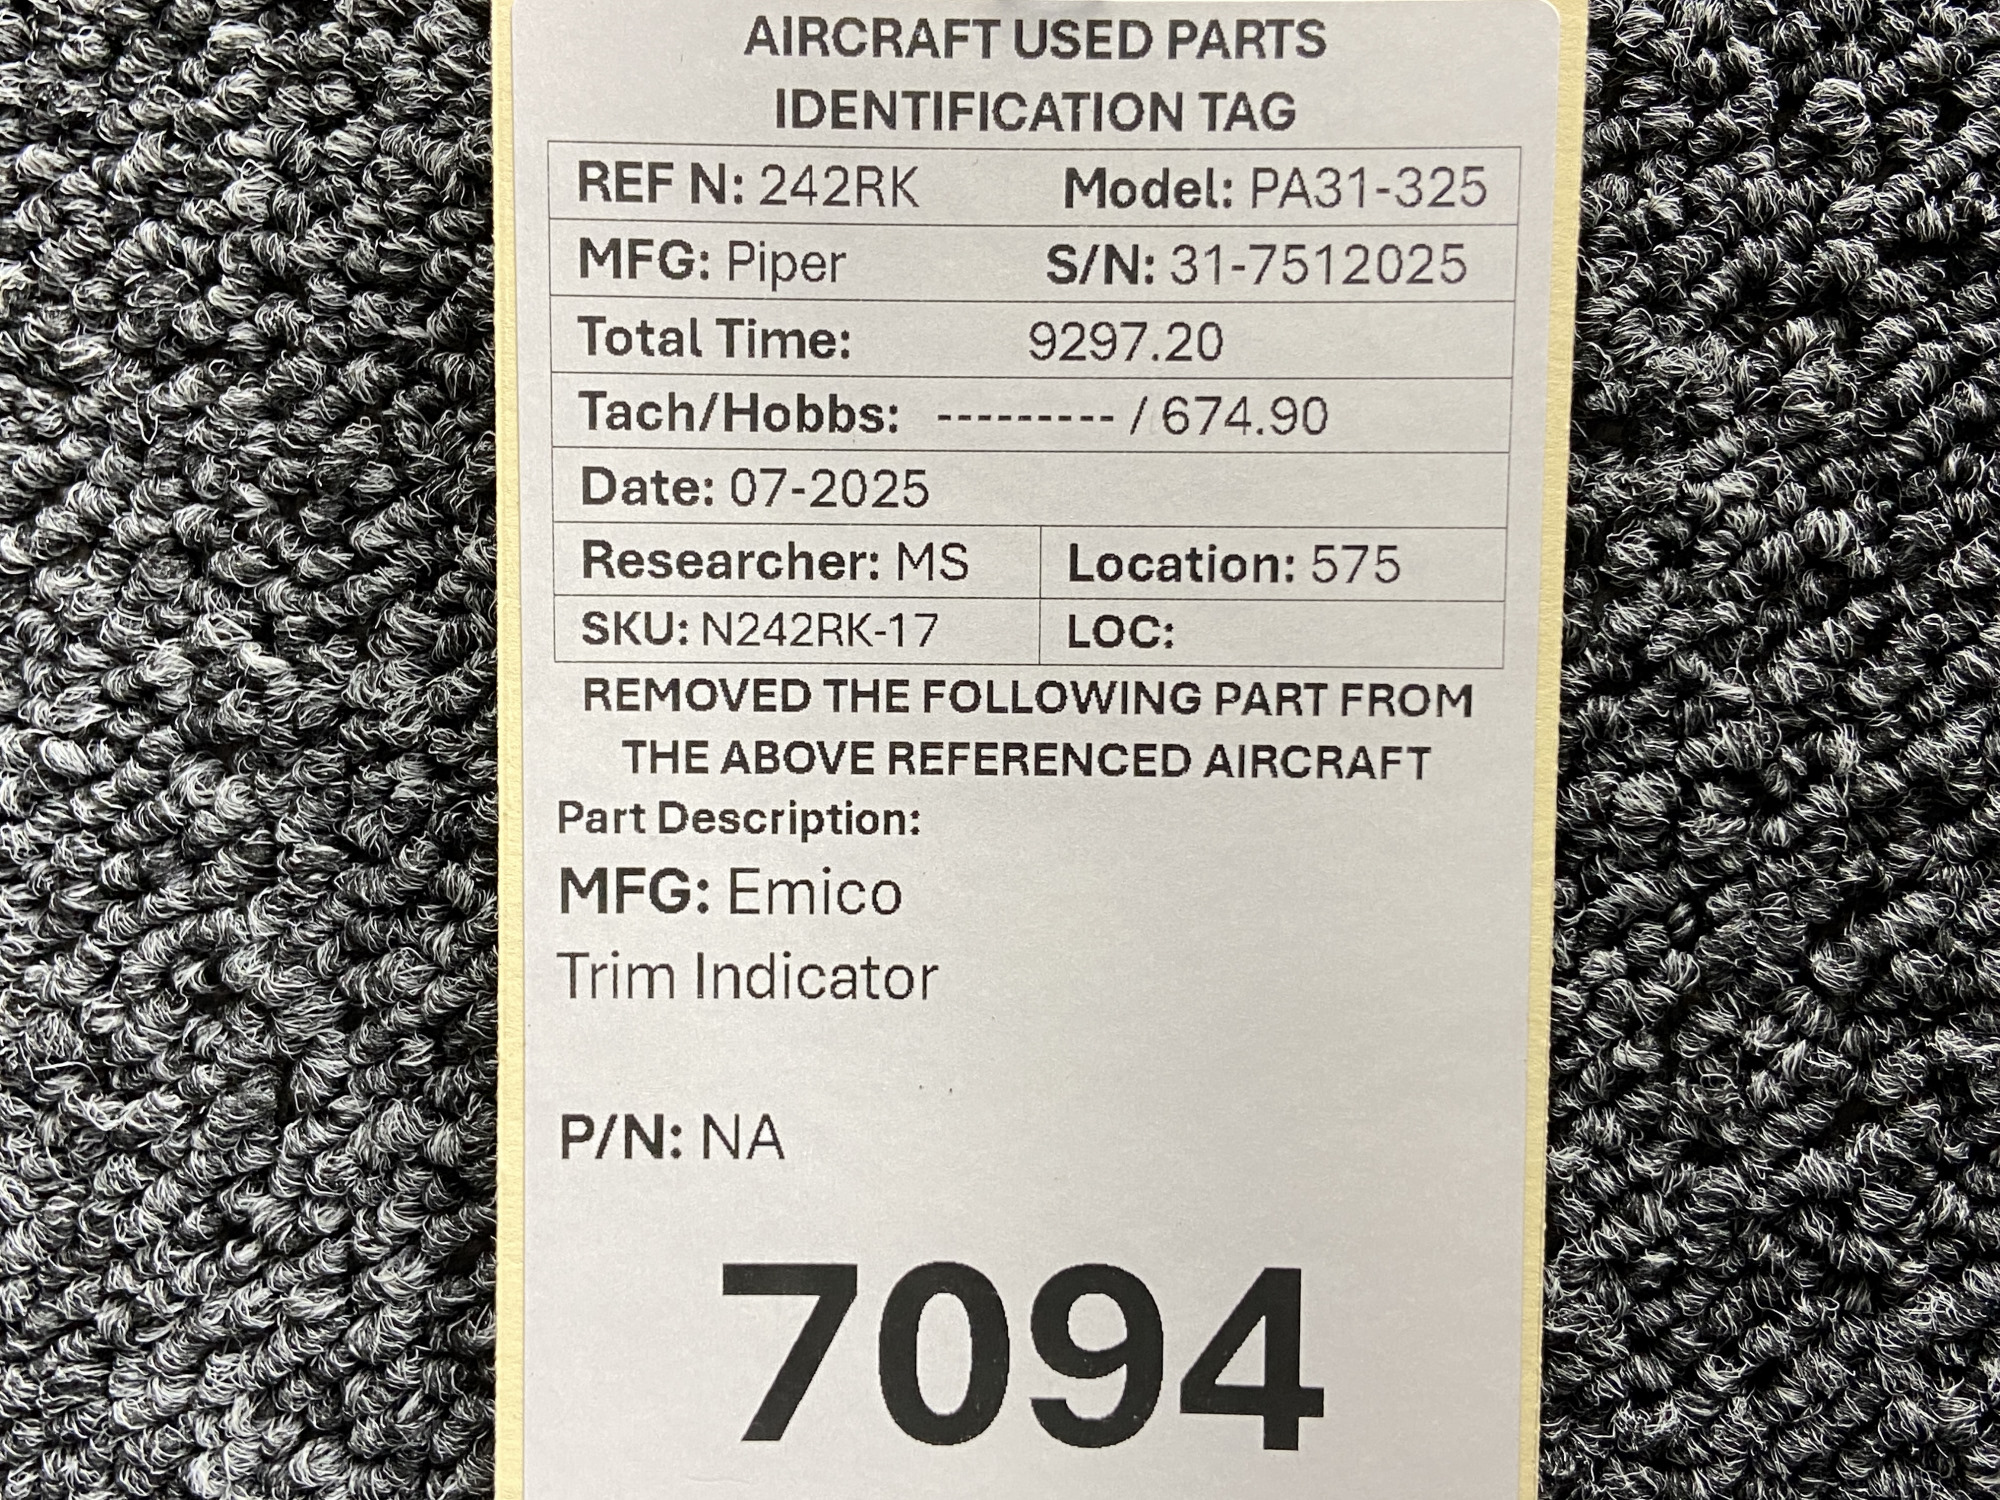 AIRCRAFT USED PARTS
IDENTIFICATION TAG
REF N: 242RK Model: PA31-325
MFG: Piper S/N: 31-7512025
Total Time: 9297.20
Tach/Hobbs: --------- / 674.90
Date: 07-2025
Researcher: MS Location: 575
SKU: N242RK-17 LOC:
REMOVED THE FOLLOWING PART FROM
THE ABOVE REFERENCED AIRCRAFT
Part Description:
MFG: Emico
Trim Indicator
P/N: NA
7094